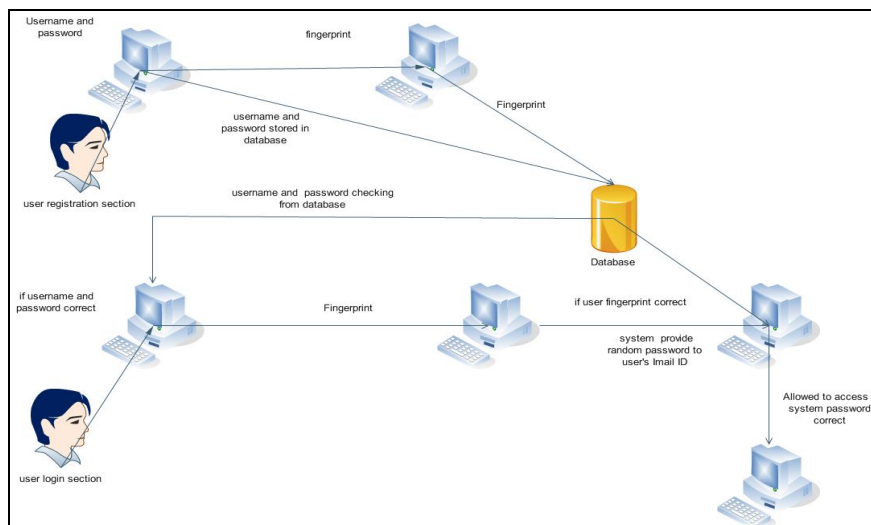 Username and
password
fingerprint
Fingerprint
username and
password stored in
database
user registration section
username and password checking
from database
Database
if username and
password correct
Fingerprint
if user fingerprint correct
system provide
random password to
user's Imail ID
Allowed to access
system password
correct
user login section